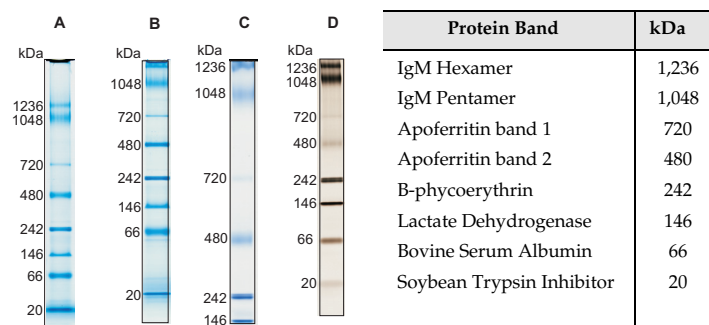 A
B
C
D
kDa
1236
1048
720
480
242
146
66
20
kDa
1048
720
480
242
146
66
20
kDa
1236
1048
720
480
242
146
kDa
1236
1048
720
480
242
146
66
20
Protein Band kDa
IgM Hexamer 1,236
IgM Pentamer 1,048
Apoferritin band 1 720
Apoferritin band 2 480
B-phycoerythrin 242
Lactate Dehydrogenase 146
Bovine Serum Albumin 66
Soybean Trypsin Inhibitor 20